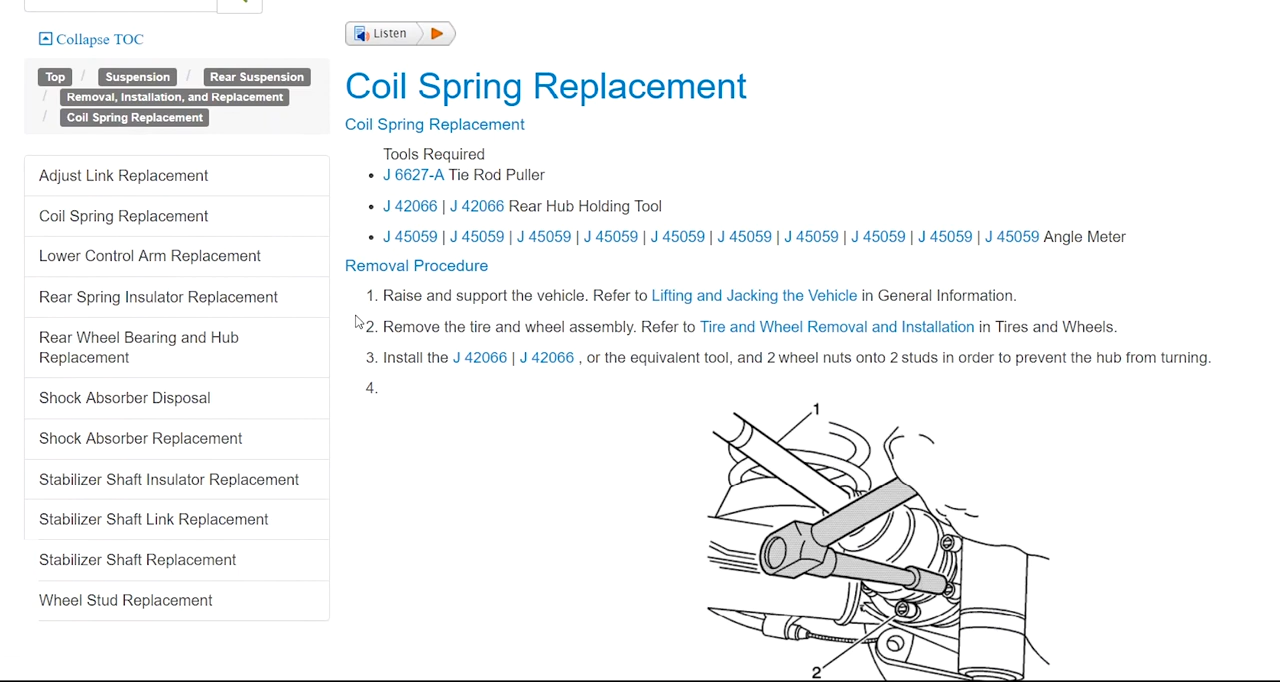 Collapse TOC
Top / Suspension / Rear Suspension
/ Removal, Installation, and Replacement
/ Coil Spring Replacement
Adjust Link Replacement
Coil Spring Replacement
Lower Control Arm Replacement
Rear Spring Insulator Replacement
Rear Wheel Bearing and Hub
Replacement
Shock Absorber Disposal
Shock Absorber Replacement
Stabilizer Shaft Insulator Replacement
Stabilizer Shaft Link Replacement
Stabilizer Shaft Replacement
Wheel Stud Replacement
Listen
Coil Spring Replacement
Coil Spring Replacement
Tools Required
• J 6627-A Tie Rod Puller
• J 42066 | J 42066 Rear Hub Holding Tool
• J 45059 | J 45059 | J 45059 | J 45059 | J 45059 | J 45059 | J 45059 | J 45059 | J 45059 | J 45059 Angle Meter
Removal Procedure
1. Raise and support the vehicle. Refer to Lifting and Jacking the Vehicle in General Information.
2. Remove the tire and wheel assembly. Refer to Tire and Wheel Removal and Installation in Tires and Wheels.
3. Install the J 42066 | J 42066 , or the equivalent tool, and 2 wheel nuts onto 2 studs in order to prevent the hub from turning.
4.
1
2